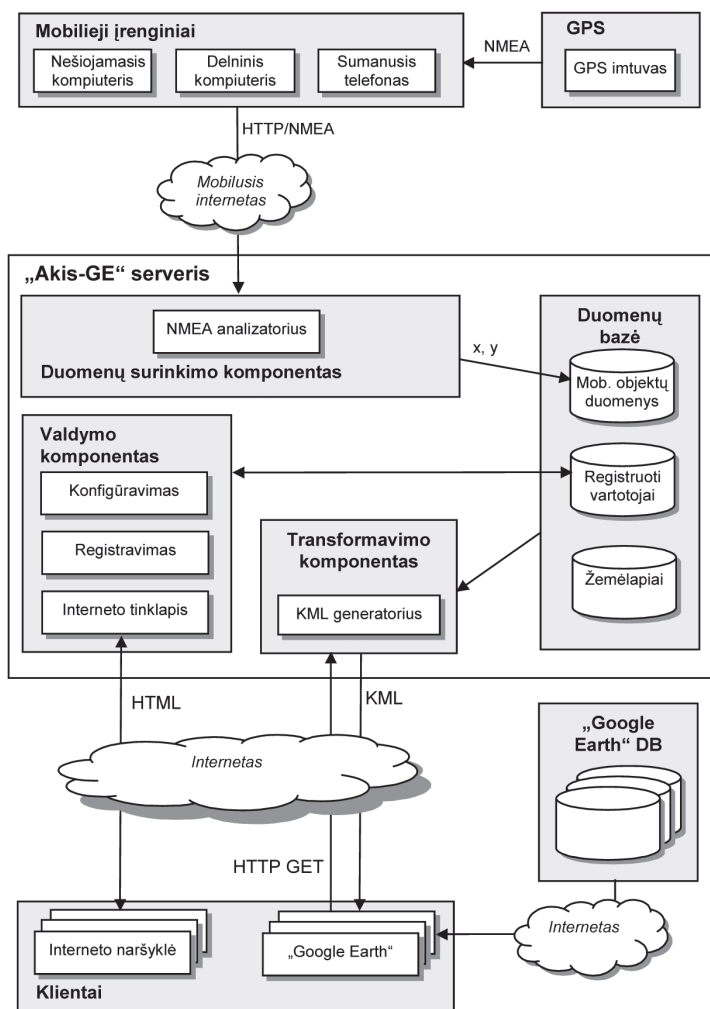 Mobilieji įrenginiai
Nešiojamasis
kompiuteris
Delninis
kompiuteris
Sumanusis
telefonas
NMEA
GPS
GPS imtuvas
HTTP/NMEA
Mobilusis
internetas
„Akis-GE“ serveris
NMEA analizatorius
Duomenų surinkimo komponentas
x, y
Duomenų
bazė
Mob. objektų
duomenys
Registruoti
vartotojai
Žemėlapiai
Valdymo
komponentas
Konfigūravimas
Registravimas
Interneto tinklapis
Transformavimo
komponentas
KML generatorius
HTML
KML
Internetas
HTTP GET
„Google
Earth“ DB
Internetas
Interneto naršyklė
„Google Earth“
Klientai